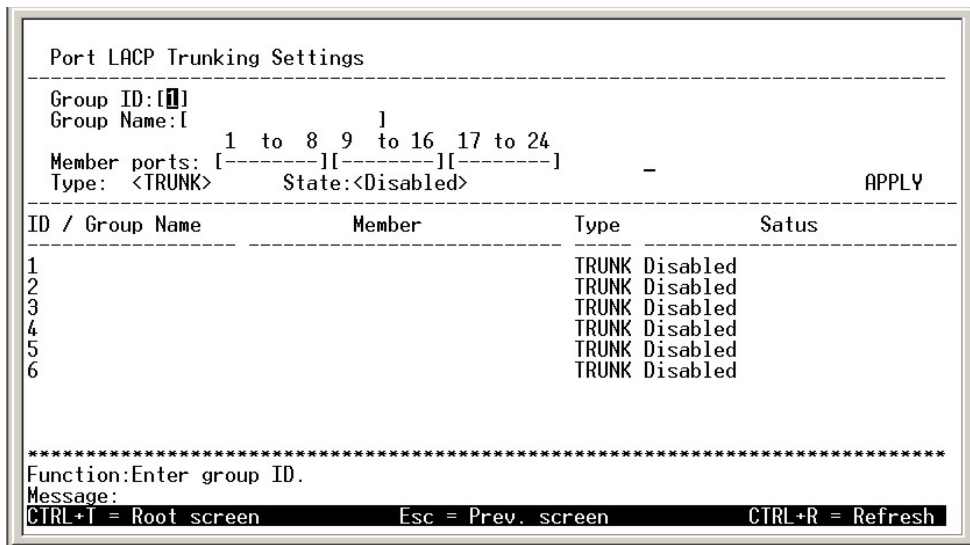 Port LACP Trunking Settings
Group ID:[1]
Group Name:[                ]
1  to  8  9  to 16  17 to 24
Member ports: [--------][--------][--------]
Type:  <TRUNK>      State:<Disabled>                    APPLY
ID / Group Name             Member             Type            Satus
1                                              TRUNK Disabled
2                                              TRUNK Disabled
3                                              TRUNK Disabled
4                                              TRUNK Disabled
5                                              TRUNK Disabled
6                                              TRUNK Disabled
*******************************************************************************
Function:Enter group ID.
Message:
CTRL+T = Root screen            Esc = Prev. screen            CTRL+R = Refresh